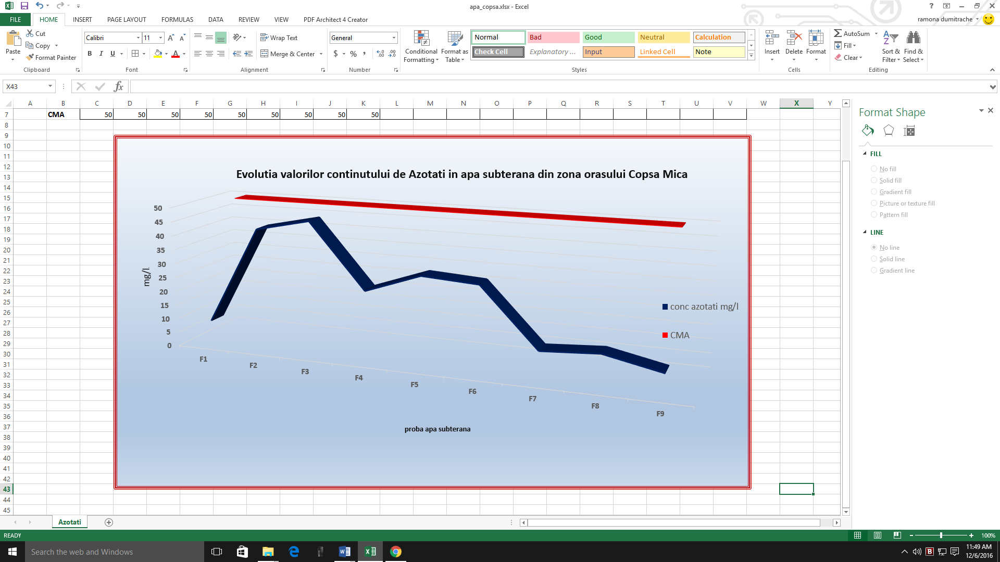 apa_copsa.xlsx - Excel
?
FILE HOME INSERT PAGE LAYOUT FORMULAS DATA REVIEW VIEW PDF Architect 4 Creator
ramona dumitrache
Paste
Cut
Copy
Format Painter
Clipboard
Calibri 11
B I U
Font
Wrap Text
Merge & Center
Alignment
General
$ % ,
Number
Conditional Formatting
Format as Table
Normal Bad Good Neutral Calculation
Check Cell Explanatory ... Input Linked Cell Note
Styles
Insert Delete Format
Cells
AutoSum
Fill
Clear
Sort & Filter
Find & Select
Editing
X43
fx
A B C D E F G H I J K L M N O P Q R S T U V W X Y
7 CMA 50 50 50 50 50 50 50 50 50
8
9
10
11
12
13
14
15
16
17
18
19
20
21
22
23
24
25
26
27
28
29
30
31
32
33
34
35
36
37
38
39
40
41
42
43
44
45
Evolutia valorilor continutului de Azotati in apa subterana din zona orasului Copsa Mica
50
45
40
35
30
25
20
15
10
5
0
mg/l
F1
F2
F3
F4
F5
F6
F7
F8
F9
proba apa subterana
conc azotati mg/l
CMA
Format Shape
FILL
No fill
Solid fill
Gradient fill
Picture or texture fill
Pattern fill
LINE
No line
Solid line
Gradient line
Azotati
READY
100%
Search the web and Windows
11:49 AM
12/6/2016